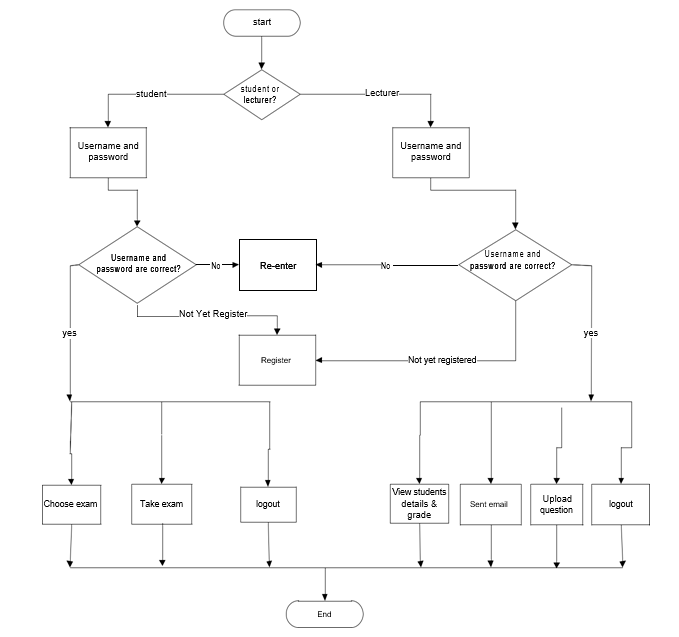 start
student or
lecturer?
student
Lecturer
Username and
password
Username and
password
Username and
password are correct?
No
Re-enter
No
Username and
password are correct?
Not Yet Register
yes
yes
Register
Not yet registered
Choose exam
Take exam
logout
View students
details &
grade
Sent email
Upload
question
logout
End